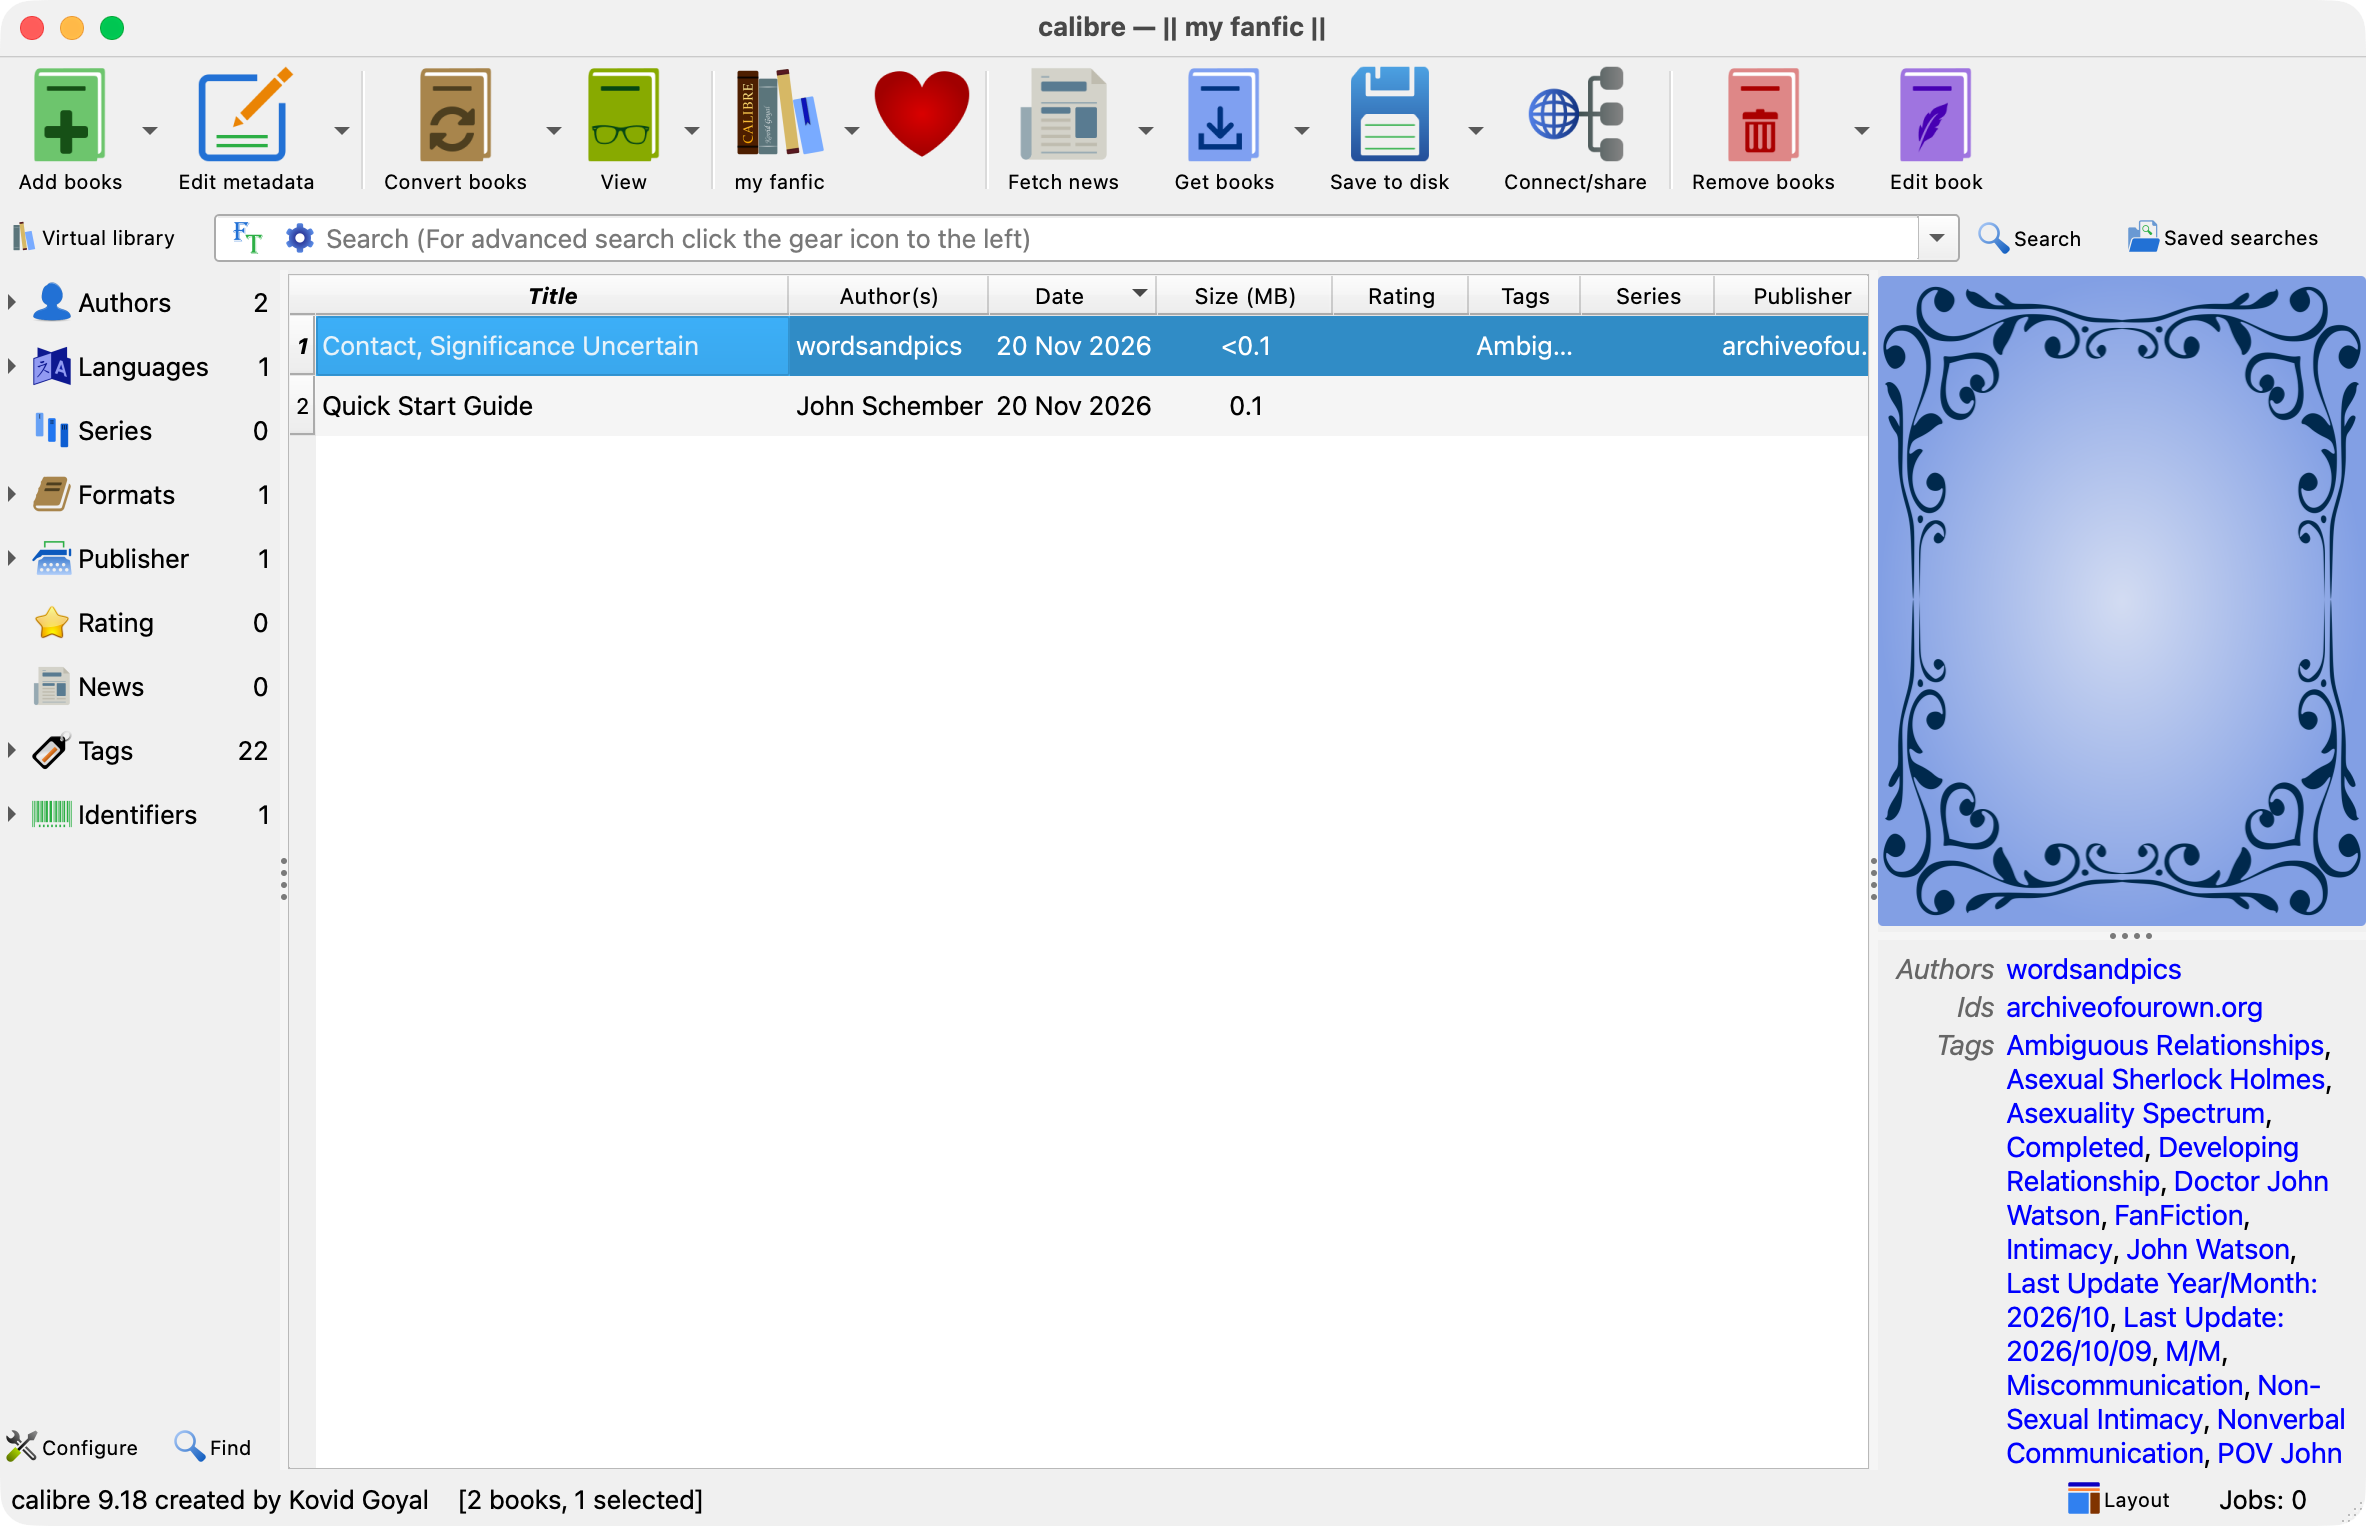 calibre — || my fanfic ||
Add books
Edit metadata
Convert books
View
CALIBRE
Kovid Goyal
my fanfic
Fetch news
Get books
Save to disk
Connect/share
Remove books
Edit book
Virtual library
FT
Search (For advanced search click the gear icon to the left)
Search
Saved searches
Authors 2
Languages 1
Series 0
Formats 1
Publisher 1
Rating 0
News 0
Tags 22
Identifiers 1
Configure
Find
Title Author(s) Date Size (MB) Rating Tags Series Publisher
1 Contact, Significance Uncertain wordsandpics 20 Nov 2026 <0.1 Ambig... archiveofou.
2 Quick Start Guide John Schember 20 Nov 2026 0.1
Authors wordsandpics
Ids archiveofourown.org
Tags Ambiguous Relationships,
Asexual Sherlock Holmes,
Asexuality Spectrum,
Completed, Developing
Relationship, Doctor John
Watson, FanFiction,
Intimacy, John Watson,
Last Update Year/Month:
2026/10, Last Update:
2026/10/09, M/M,
Miscommunication, Non-
Sexual Intimacy, Nonverbal
Communication, POV John
calibre 9.18 created by Kovid Goyal [2 books, 1 selected]
Layout
Jobs: 0